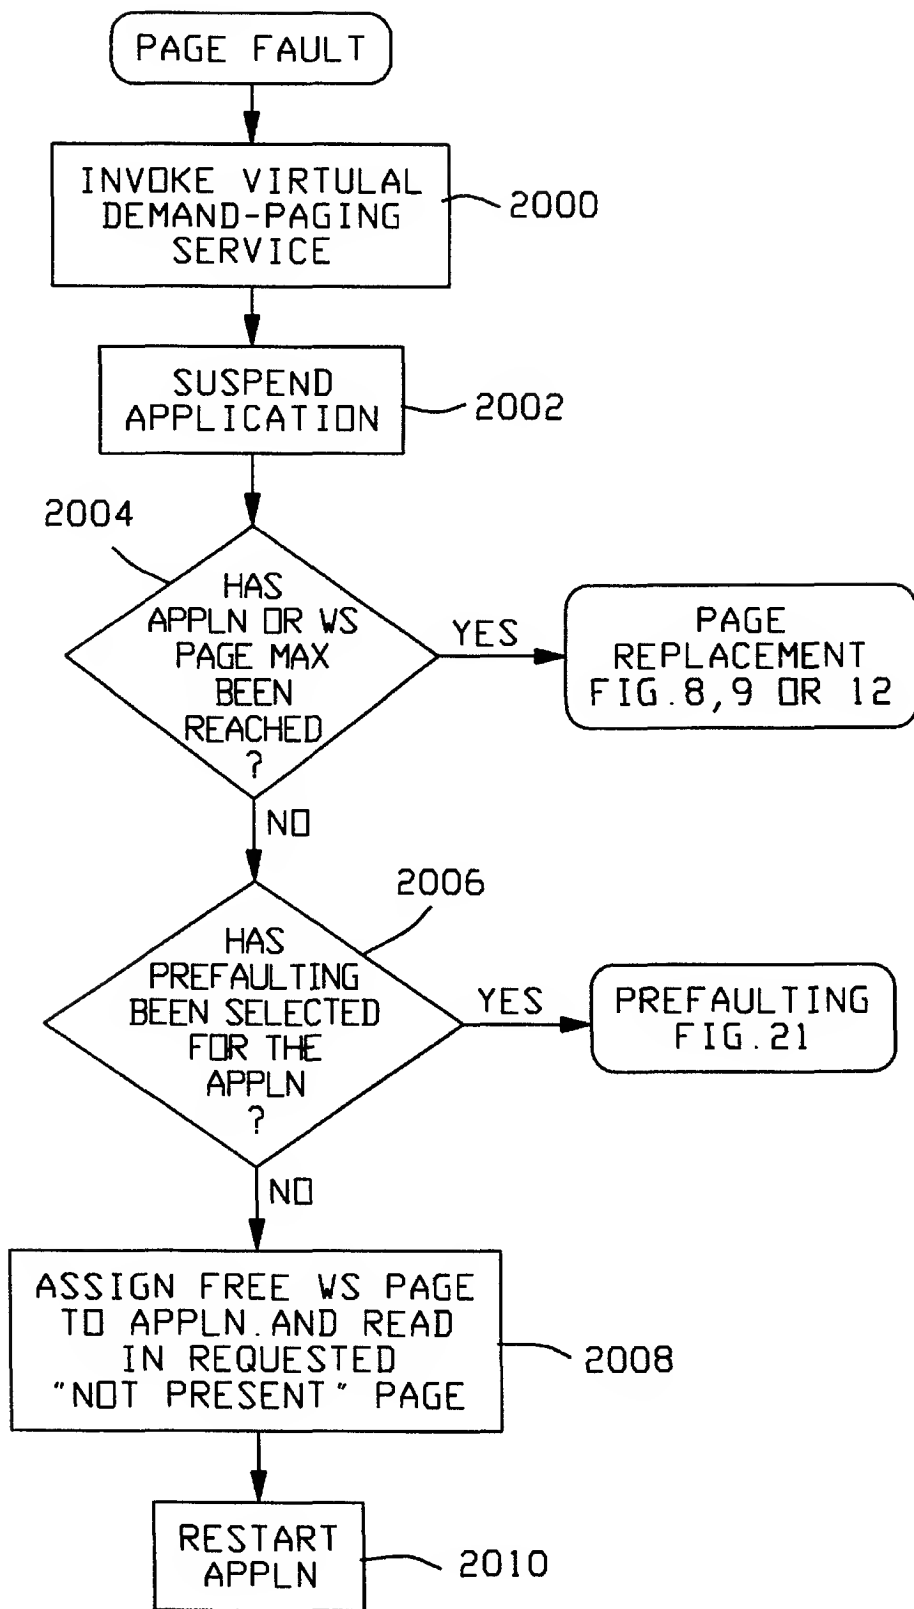 PAGE FAULT
INVOKE VIRTULAL
DEMAND-PAGING
SERVICE
2000
SUSPEND
APPLICATION
2002
2004
HAS
APPLN OR WS
PAGE MAX
BEEN
REACHED
?
YES
PAGE
REPLACEMENT
FIG.8,9 OR 12
NO
2006
HAS
PREFAULTING
BEEN SELECTED
FOR THE
APPLN
?
YES
PREFAULTING
FIG.21
NO
ASSIGN FREE WS PAGE
TO APPLN.AND READ
IN REQUESTED
"NOT PRESENT" PAGE
2008
RESTART
APPLN
2010